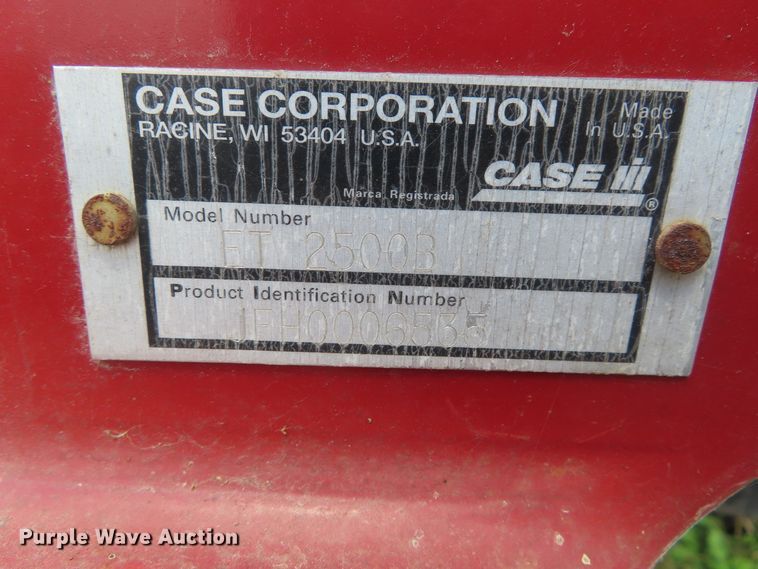 CASE CORPORATION
RACINE, WI 53404 U.S.A.
Made
In U.S.A.
CASE IH
®
Marca Registrada
Model Number
ET 2500B
Product Identification Number
JFH0006535
Purple Wave Auction